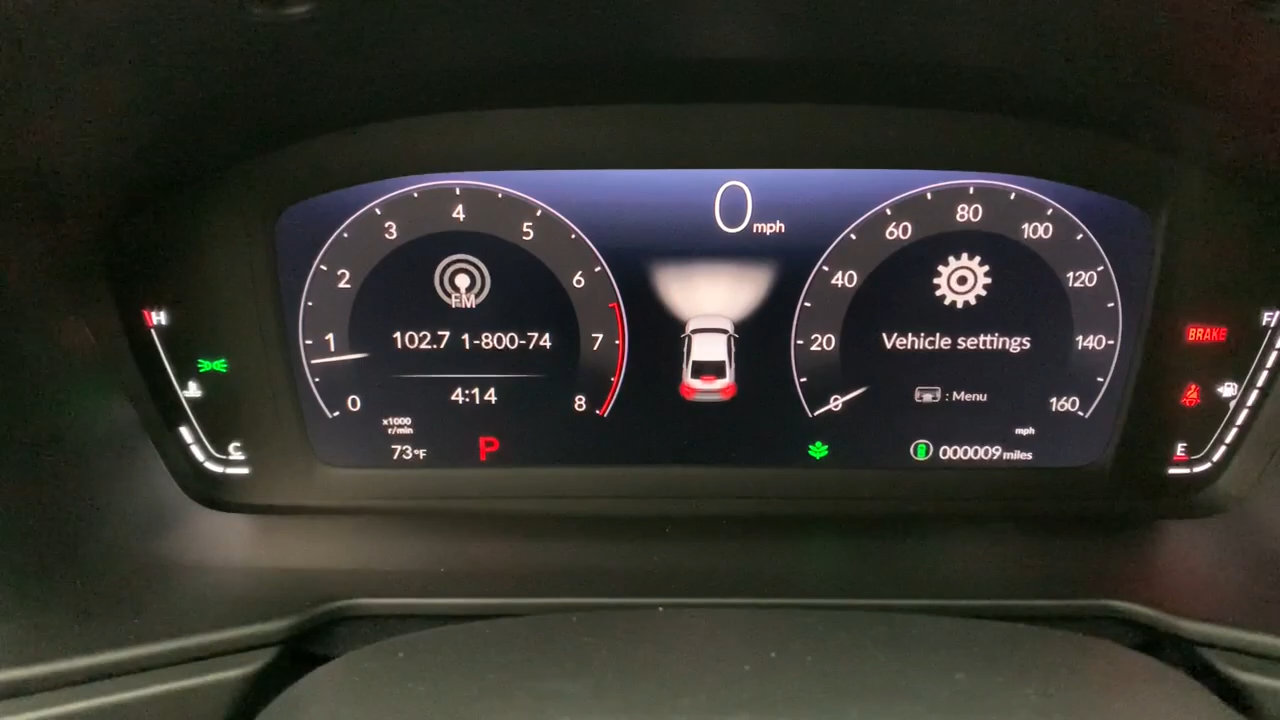 0 mph
4
3
5
2
6
1
7
0
8
x1000
r/min
FM
102.7 1-800-74
4:14
73°F
P
80
60
100
40
120
20
140
0
160
mph
Vehicle settings
: Menu
000009 miles
H
C
BRAKE
F
E